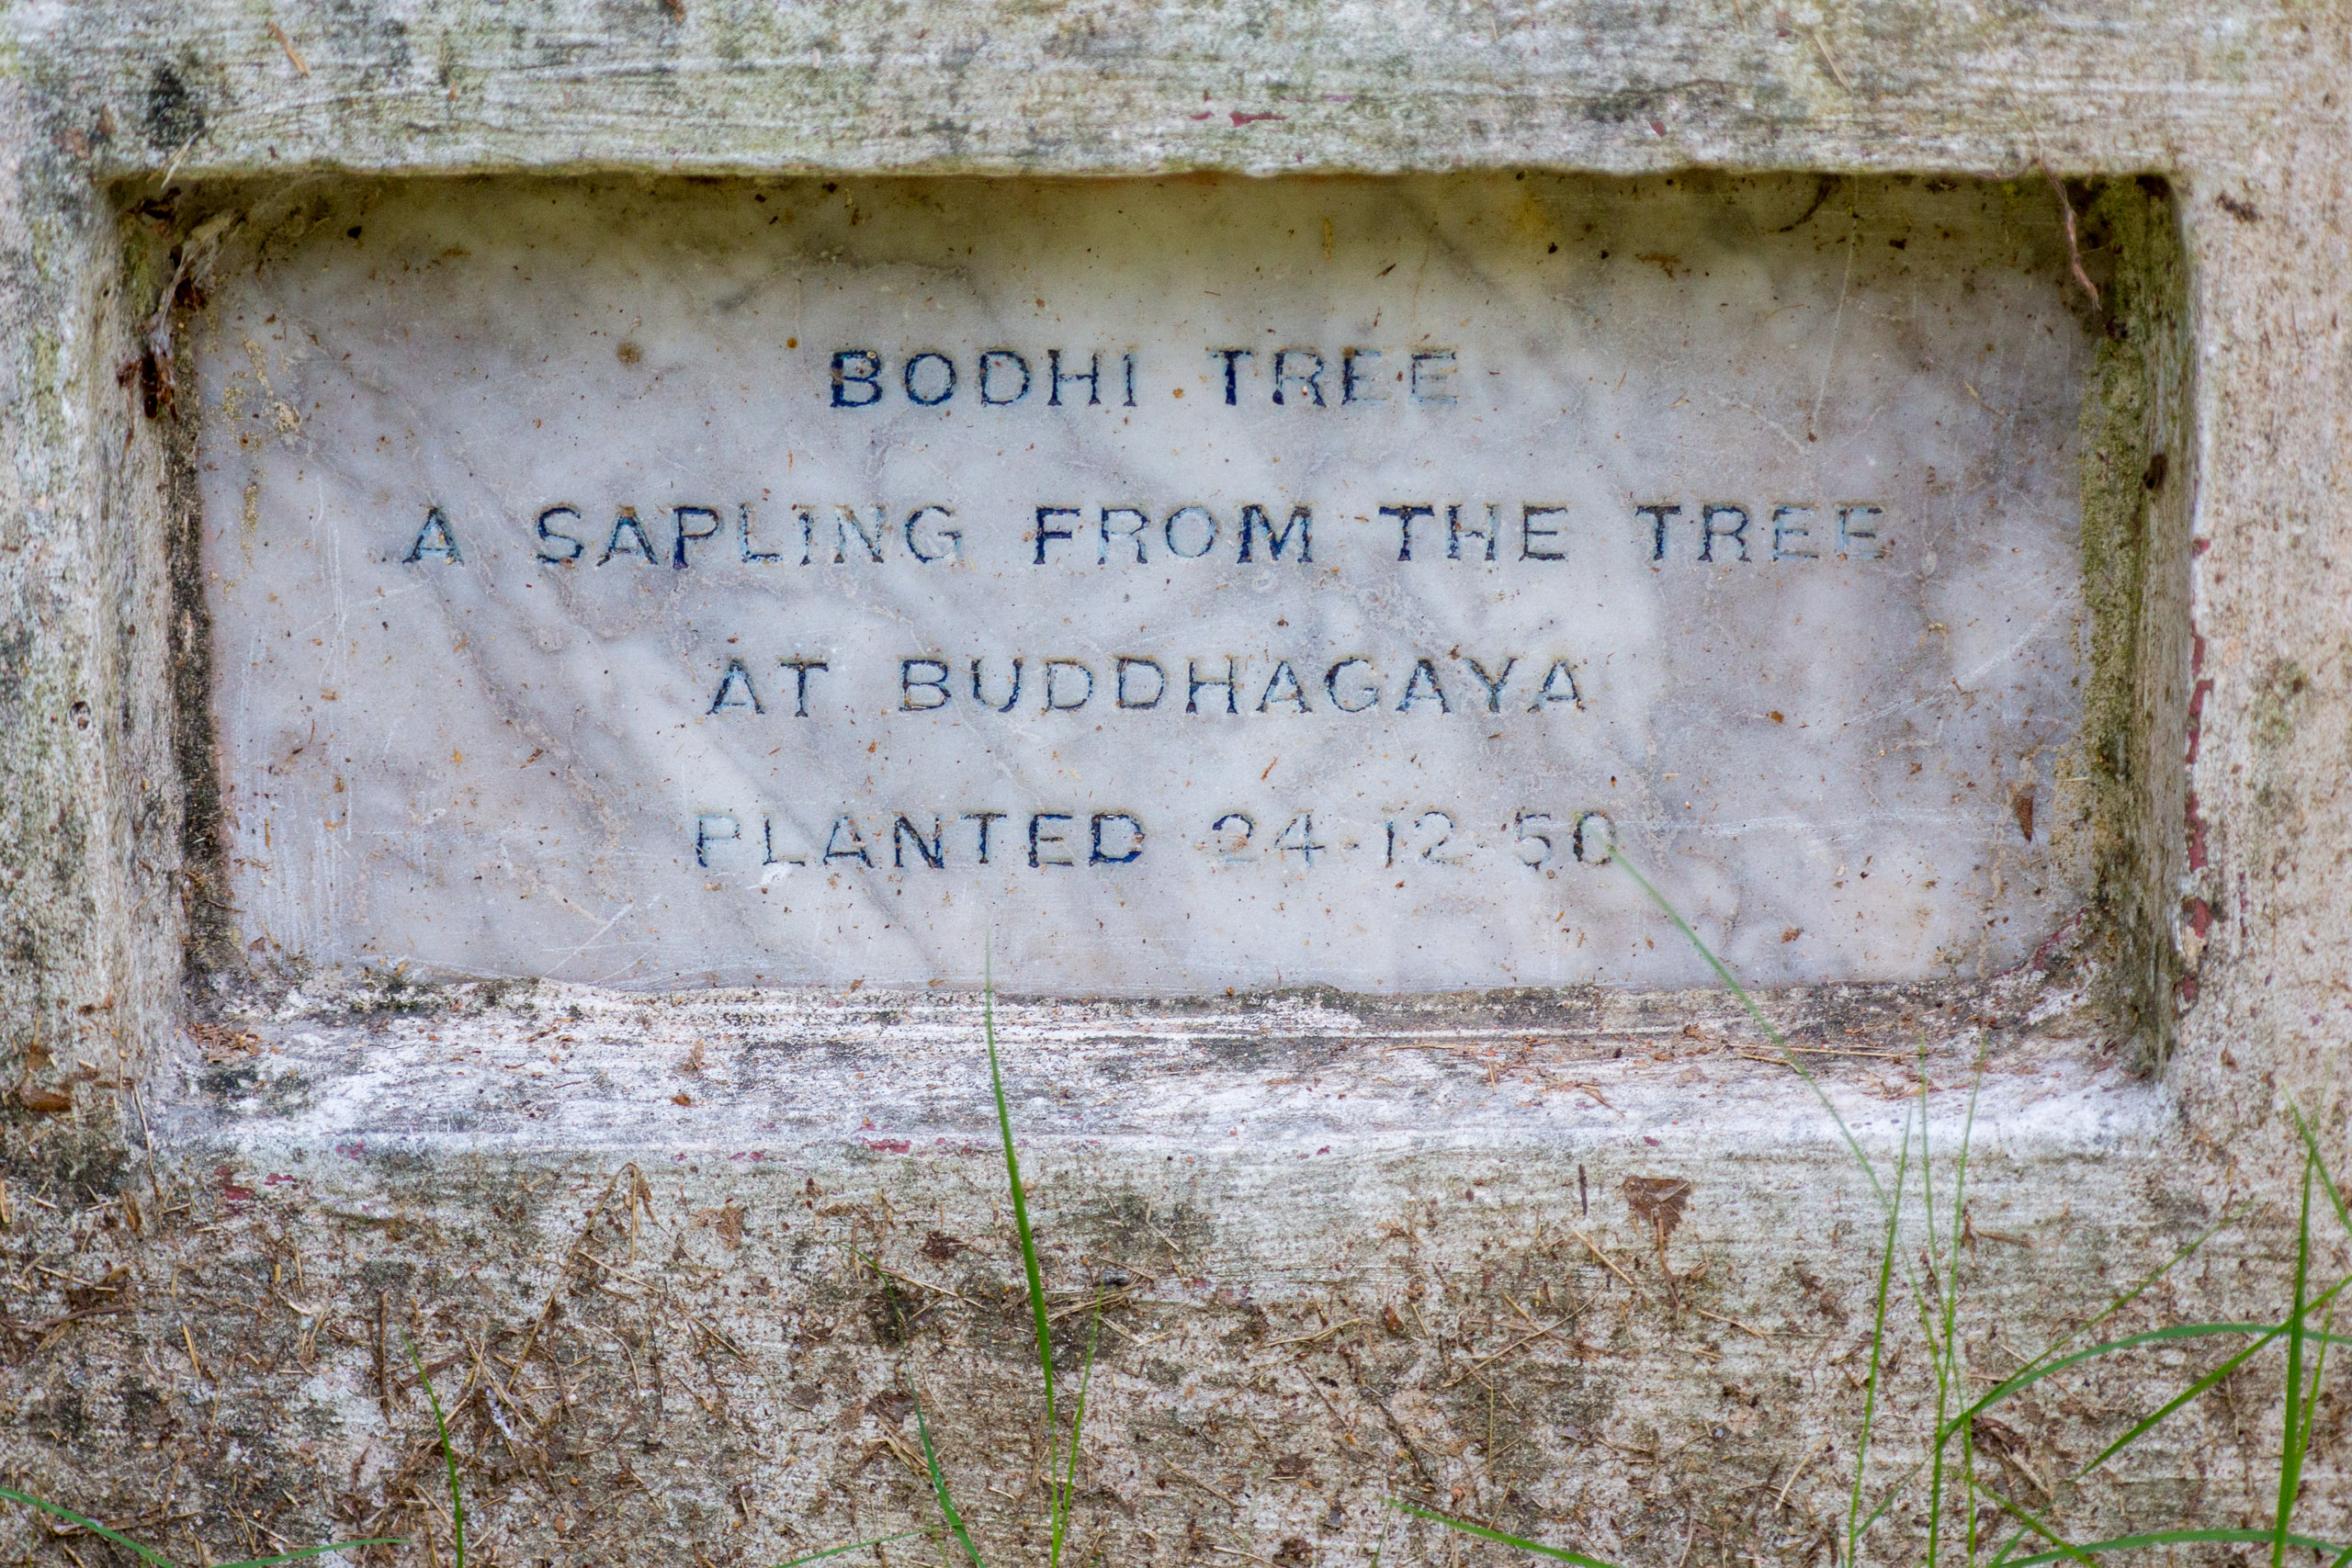 BODHI TREE
A SAPLING FROM THE TREE
AT BUDDHAGAYA
PLANTED 24-12-50